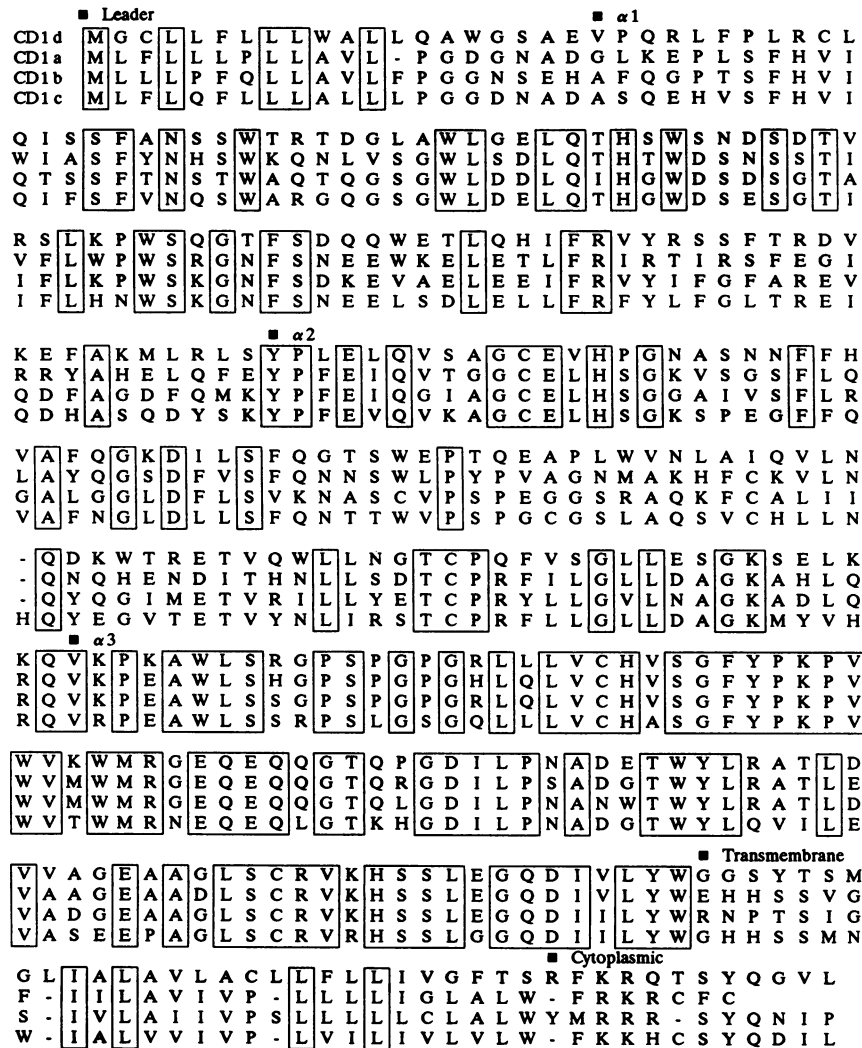 ■ Leader ■ α1
CD1d M G C L L F L L L W A L L Q A W G S A E V P Q R L F P L R C L
CD1a M L F L L L P L L A V L - P G D G N A D G L K E P L S F H V I
CD1b M L L L P F Q L L A V L F P G G N S E H A F Q G P T S F H V I
CD1c M L F L Q F L L L A L L L P G G D N A D A S Q E H V S F H V I
Q I S S F A N S S W T R T D G L A W L G E L Q T H S W S N D S D T V
W I A S F Y N H S W K Q N L V S G W L S D L Q T H T W D S N S S T I
Q T S S F T N S T W A Q T Q G S G W L D D L Q I H G W D S D S G T A
Q I F S F V N Q S W A R G Q G S G W L D E L Q T H G W D S E S G T I
R S L K P W S Q G T F S D Q Q W E T L Q H I F R V Y R S S F T R D V
V F L W P W S R G N F S N E E W K E L E T L F R I R T I R S F E G I
I F L K P W S K G N F S D K E V A E L E E I F R V Y I F G F A R E V
I F L H N W S K G N F S N E E L S D L E L L F R F Y L F G L T R E I
■ α2
K E F A K M L R L S Y P L E L Q V S A G C E V H P G N A S N N F F H
R R Y A H E L Q F E Y P F E I Q V T G G C E L H S G K V S G S F L Q
Q D F A G D F Q M K Y P F E I Q G I A G C E L H S G G A I V S F L R
Q D H A S Q D Y S K Y P F E V Q V K A G C E L H S G K S P E G F F Q
V A F Q G K D I L S F Q G T S W E P T Q E A P L W V N L A I Q V L N
L A Y Q G S D F V S F Q N N S W L P Y P V A G N M A K H F C K V L N
G A L G G L D F L S V K N A S C V P S P E G G S R A Q K F C A L I I
V A F N G L D L L S F Q N T T W V P S P G C G S L A Q S V C H L L N
- Q D K W T R E T V Q W L L N G T C P Q F V S G L L E S G K S E L K
- Q N Q H E N D I T H N L L S D T C P R F I L G L L D A G K A H L Q
- Q Y Q G I M E T V R I L L Y E T C P R Y L L G V L N A G K A D L Q
H Q Y E G V T E T V Y N L I R S T C P R F L L G L L D A G K M Y V H
■ α3
K Q V K P K A W L S R G P S P G P G R L L L V C H V S G F Y P K P V
R Q V K P E A W L S H G P S P G P G H L Q L V C H V S G F Y P K P V
R Q V K P E A W L S S G P S P G P G R L Q L V C H V S G F Y P K P V
R Q V R P E A W L S S R P S L G S G Q L L L V C H A S G F Y P K P V
W V K W M R G E Q E Q Q G T Q P G D I L P N A D E T W Y L R A T L D
W V M W M R G E Q E Q Q G T Q R G D I L P S A D G T W Y L R A T L E
W V M W M R G E Q E Q Q G T Q L G D I L P N A N W T W Y L R A T L D
W V T W M R N E Q E Q L G T K H G D I L P N A D G T W Y L Q V I L E
■ Transmembrane
V V A G E A A G L S C R V K H S S L E G Q D I V L Y W G G S Y T S M
V A A G E A A D L S C R V K H S S L E G Q D I V L Y W E H H S S V G
V A D G E A A G L S C R V K H S S L E G Q D I I L Y W R N P T S I G
V A S E E P A G L S C R V R H S S L G G Q D I I L Y W G H H S S M N
■ Cytoplasmic
G L I A L A V L A C L L F L L I V G F T S R F K R Q T S Y Q G V L
F - I I L A V I V P - L L L L I G L A L W - F R K R C F C
S - I V L A I I V P S L L L L L C L A L W Y M R R R - S Y Q N I P
W - I A L V V I V P - L V I L I V L V L W - F K K H C S Y Q D I L